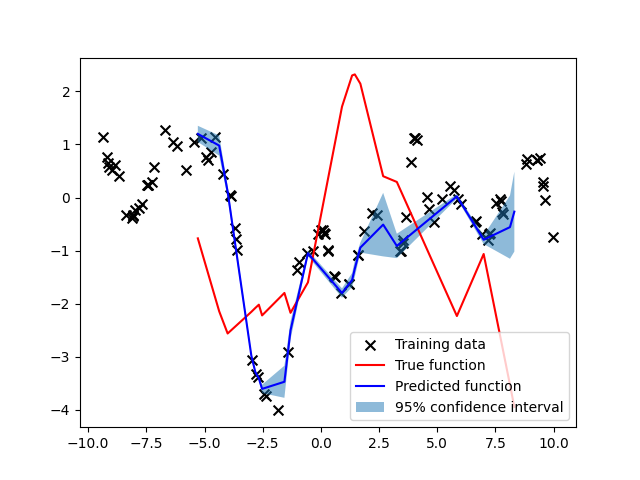 2
1
0
−1
−2
−3
−4
−10.0 −7.5 −5.0 −2.5 0.0 2.5 5.0 7.5 10.0
Training data
True function
Predicted function
95% confidence interval